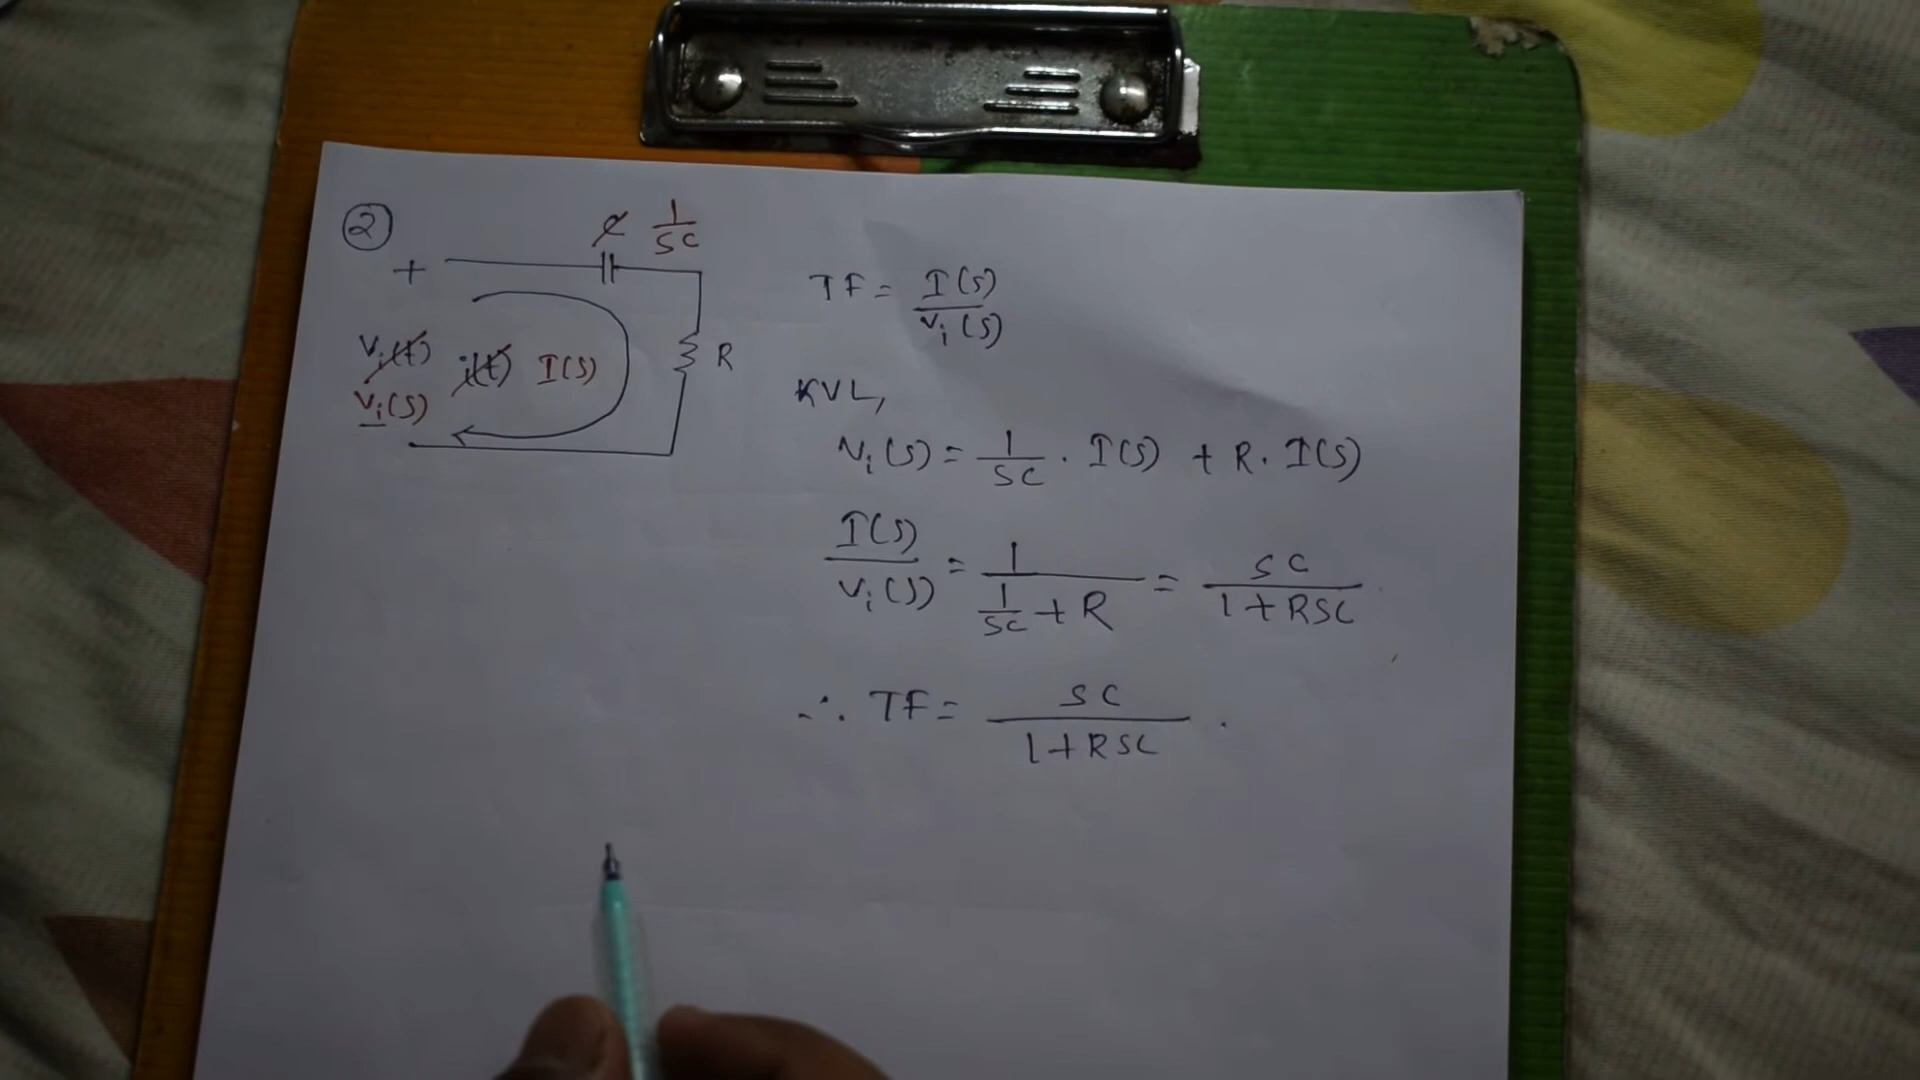 ②
C 1/SC
+
Vi(t) i(t) I(s)
Vi(s)
R
TF = I(s)/Vi(s)
KVL,
Vi(s) = 1/SC . I(s) + R. I(s)
I(s)/Vi(s) = 1/(1/SC + R) = SC/(1+RSC)
∴ TF = SC/(1+RSC) .